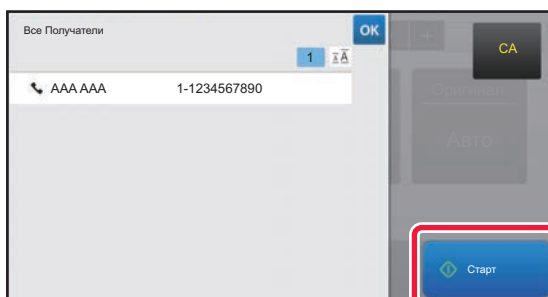 Все Получатели
OK
CA
1
AAA AAA 1-1234567890
Оригинал
Авто
Старт